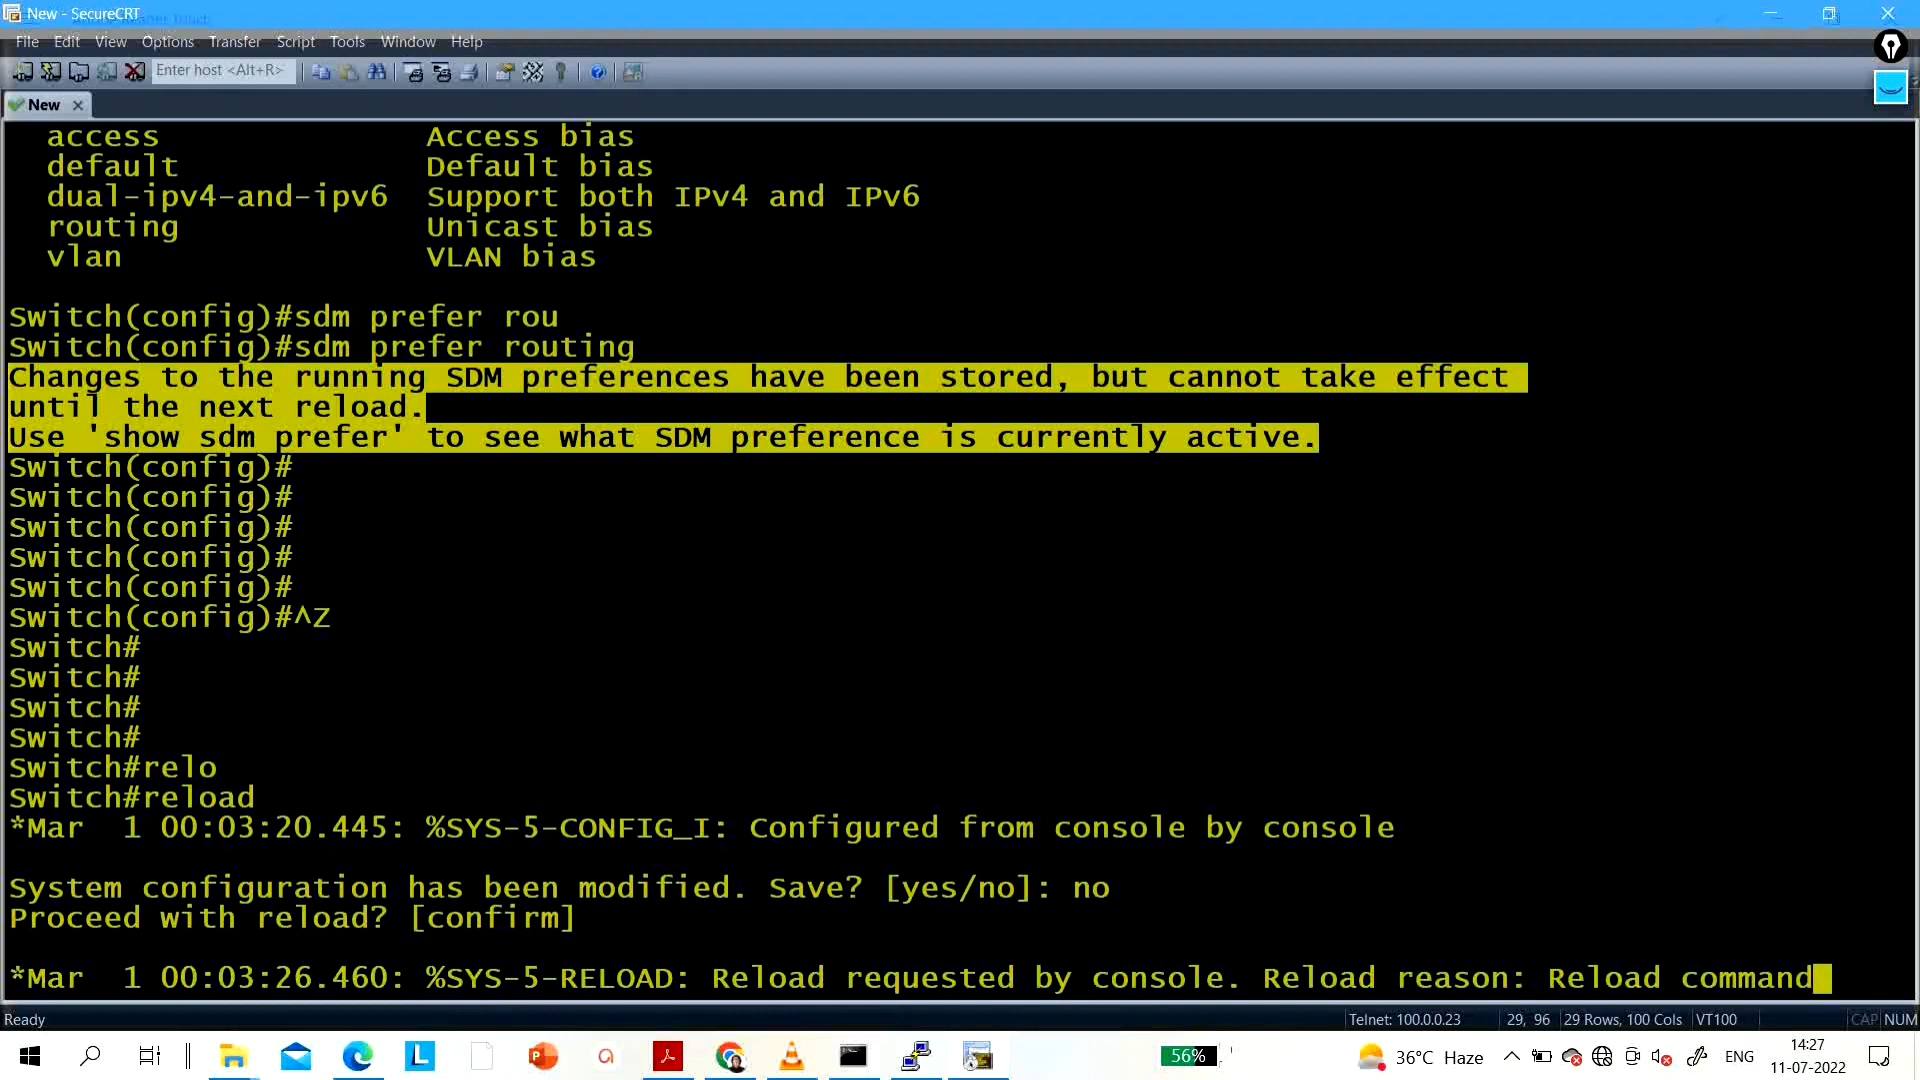 New - SecureCRT
File Edit View Options Transfer Script Tools Window Help
Enter host <Alt+R>
New
access Access bias
default Default bias
dual-ipv4-and-ipv6 Support both IPv4 and IPv6
routing Unicast bias
vlan VLAN bias
Switch(config)#sdm prefer rou
Switch(config)#sdm prefer routing
Changes to the running SDM preferences have been stored, but cannot take effect
until the next reload.
Use 'show sdm prefer' to see what SDM preference is currently active.
Switch(config)#
Switch(config)#
Switch(config)#
Switch(config)#
Switch(config)#
Switch(config)#^Z
Switch#
Switch#
Switch#
Switch#
Switch#relo
Switch#reload
*Mar  1 00:03:20.445: %SYS-5-CONFIG_I: Configured from console by console
System configuration has been modified. Save? [yes/no]: no
Proceed with reload? [confirm]
*Mar  1 00:03:26.460: %SYS-5-RELOAD: Reload requested by console. Reload reason: Reload command
Ready Telnet: 100.0.0.23 29, 96 29 Rows, 100 Cols VT100 CAP NUM
56% 36°C Haze ENG 14:27
11-07-2022